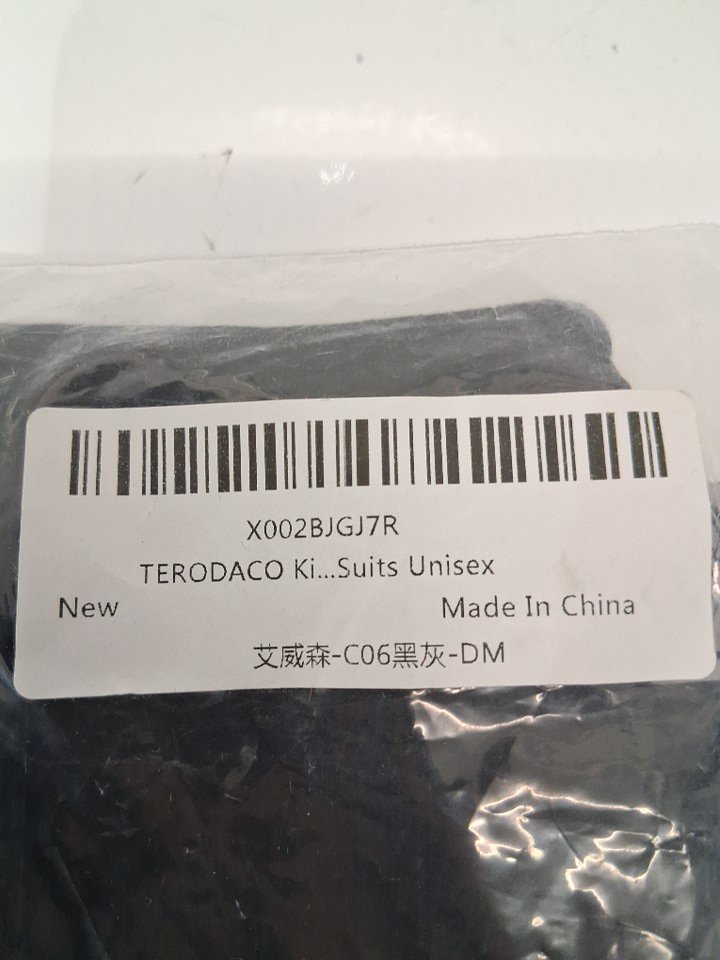 X002BJGJ7R
TERODACO Ki...Suits Unisex
New Made In China
艾威森-C06黑灰-DM